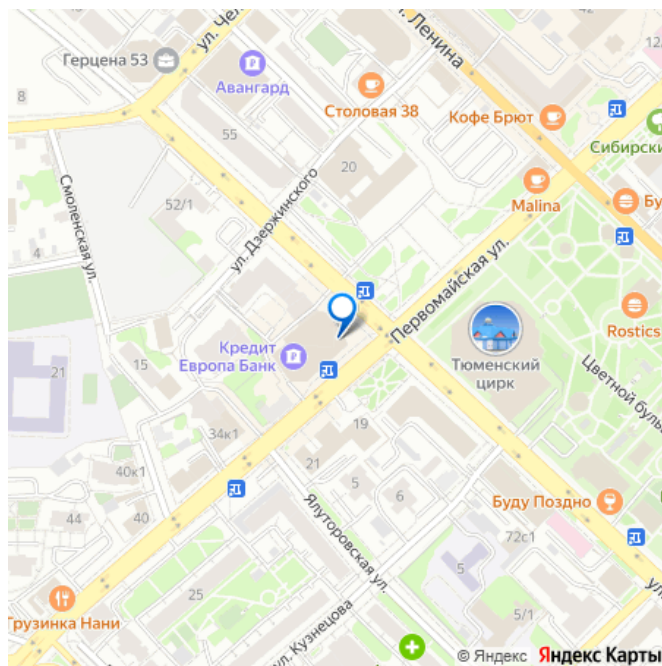 ул. Че
Герцена 53
Авангард
. Ленина
Столовая 38
Кофе Брют
12
8
55
20
Сибирски
Malina
Бу
Смоленская ул.
52/1
ул. Дзержинского
4
Первомайская ул.
Rostics
Тюменский
цирк
Цветной буль
Кредит
Европа Банк
15
21
34к1
19
40к1
21
5
6
44
40
Ялуторовская ул.
Буду Поздно
72с1
5
25
5/1
ул.
Грузинка Нани
ул. Кузнецова
© Яндекс Яндекс Карты